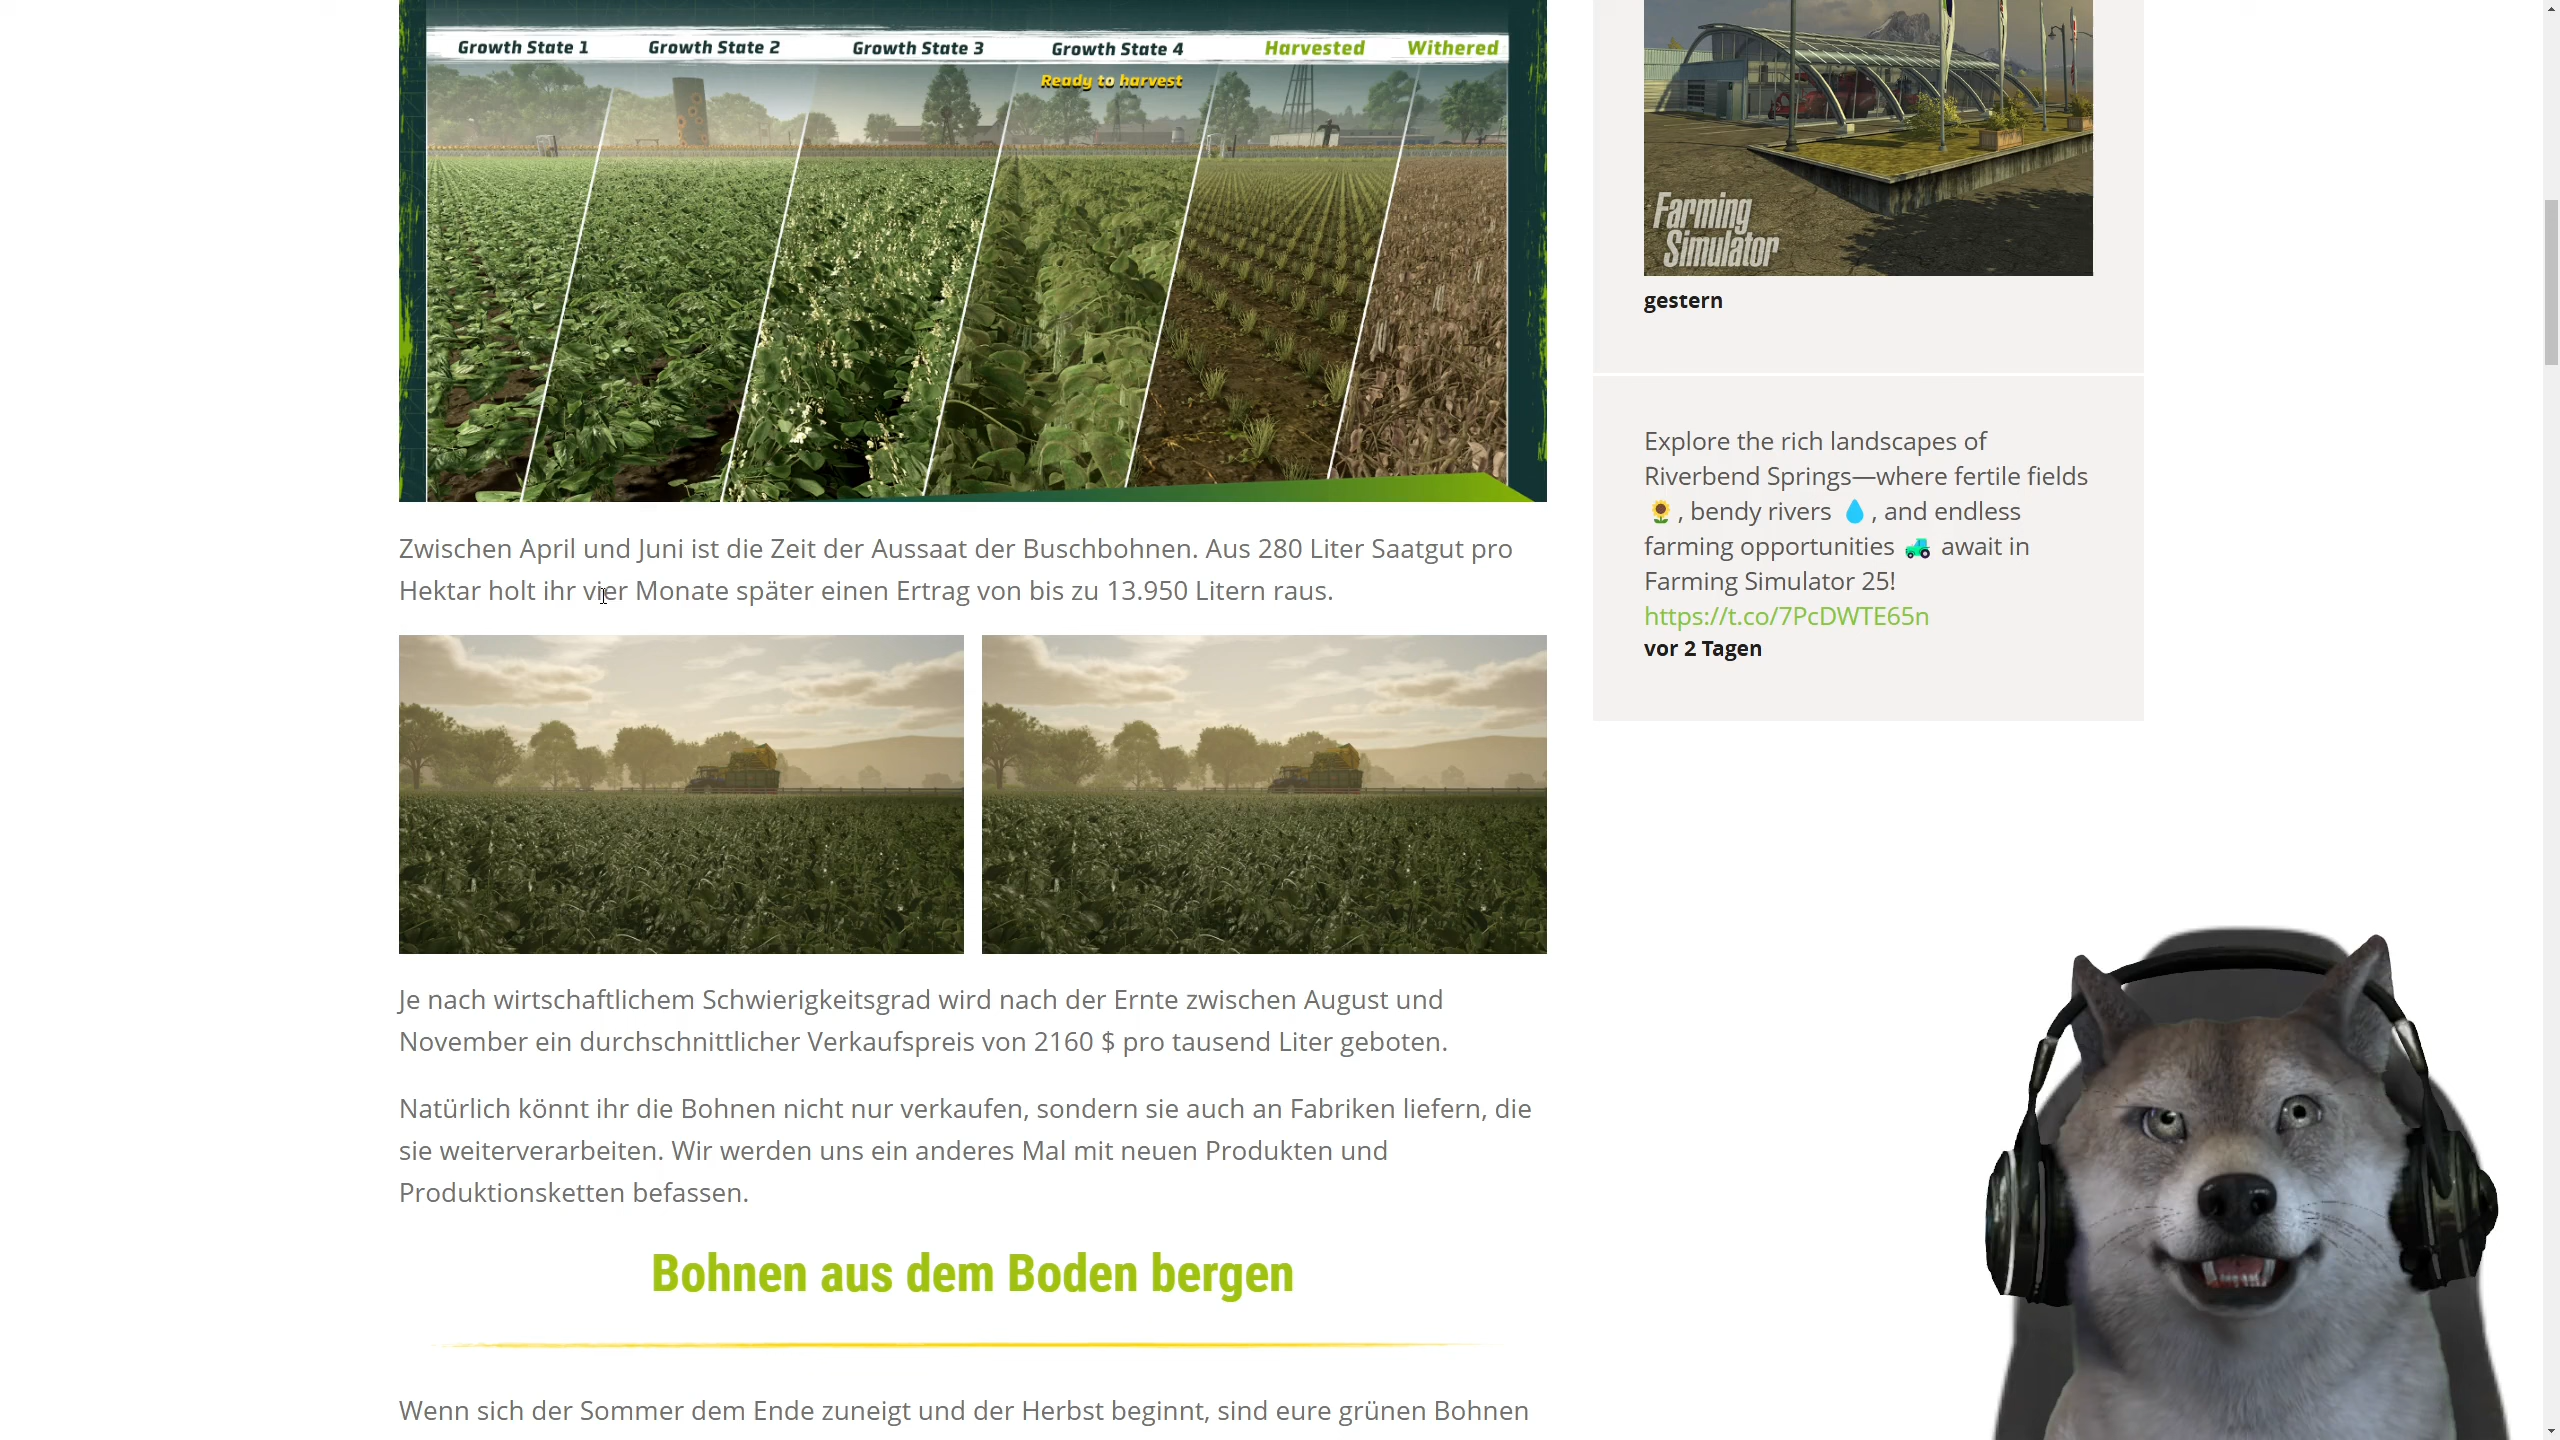 Growth State 1
Growth State 2
Growth State 3
Growth State 4
Harvested
Withered
Ready to harvest
Zwischen April und Juni ist die Zeit der Aussaat der Buschbohnen. Aus 280 Liter Saatgut pro
Hektar holt ihr vier Monate später einen Ertrag von bis zu 13.950 Litern raus.
Je nach wirtschaftlichem Schwierigkeitsgrad wird nach der Ernte zwischen August und
November ein durchschnittlicher Verkaufspreis von 2160 $ pro tausend Liter geboten.
Natürlich könnt ihr die Bohnen nicht nur verkaufen, sondern sie auch an Fabriken liefern, die
sie weiterverarbeiten. Wir werden uns ein anderes Mal mit neuen Produkten und
Produktionsketten befassen.
Bohnen aus dem Boden bergen
Wenn sich der Sommer dem Ende zuneigt und der Herbst beginnt, sind eure grünen Bohnen
Farming
Simulator
gestern
Explore the rich landscapes of
Riverbend Springs—where fertile fields
🌻, bendy rivers 💧, and endless
farming opportunities 🚜 await in
Farming Simulator 25!
https://t.co/7PcDWTE65n
vor 2 Tagen